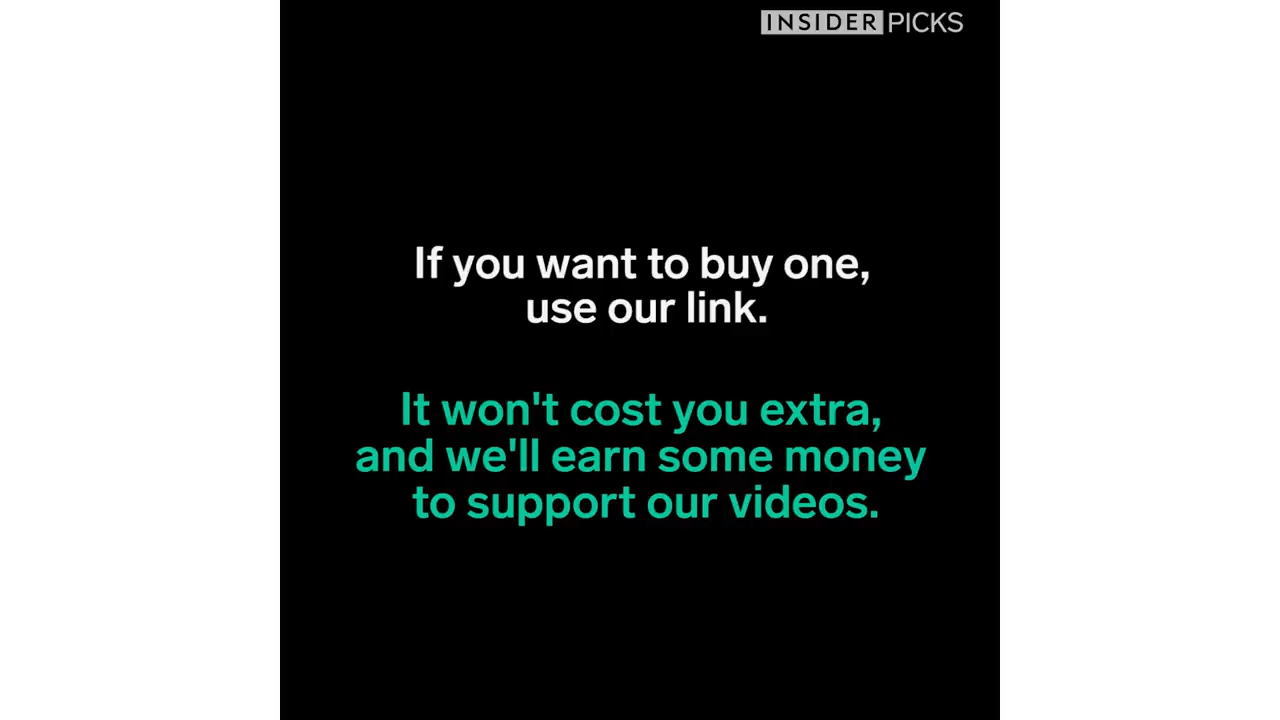 INSIDER PICKS
If you want to buy one,
use our link.
It won't cost you extra,
and we'll earn some money
to support our videos.